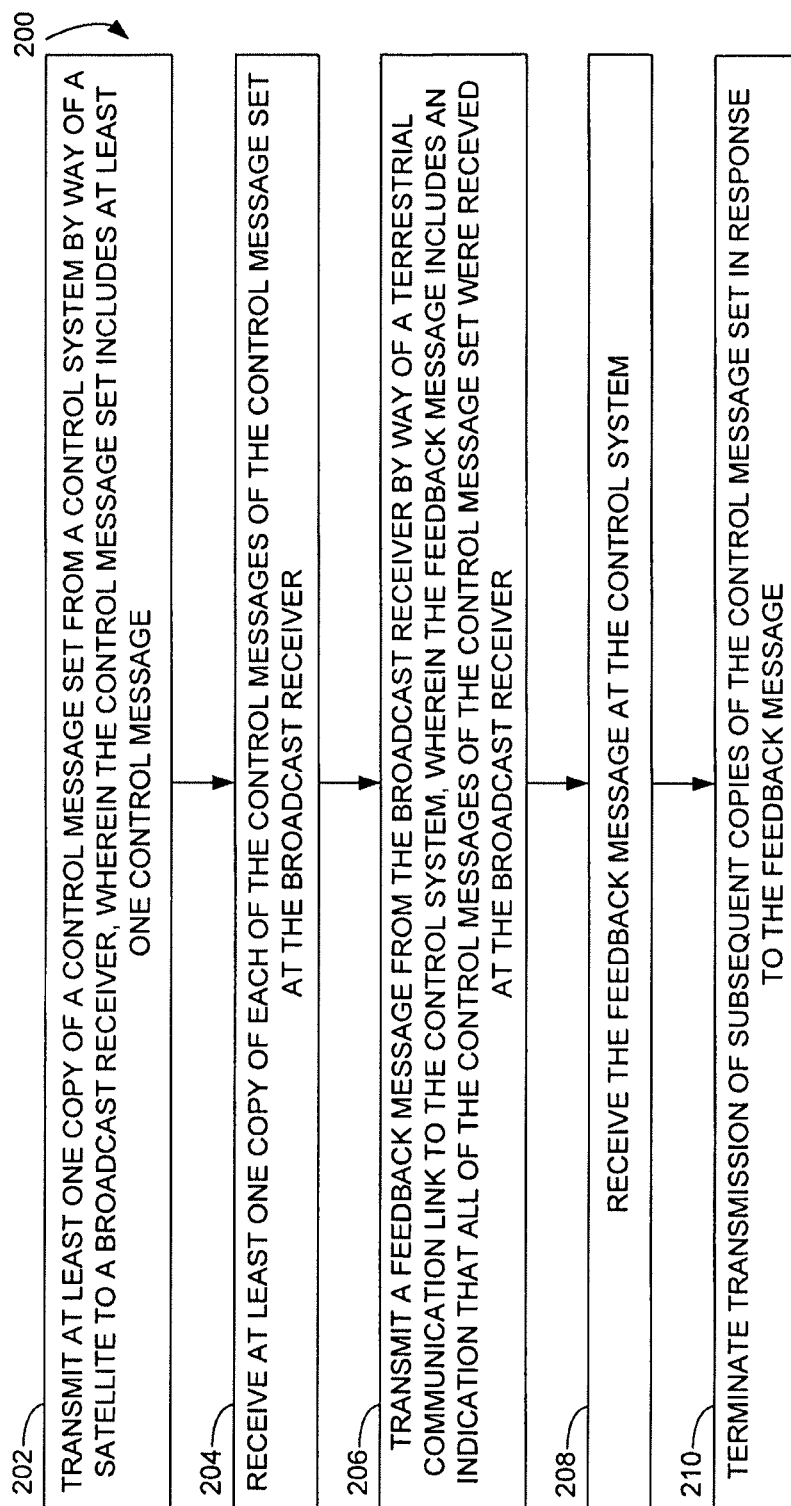 200
202
TRANSMIT AT LEAST ONE COPY OF A CONTROL MESSAGE SET FROM A CONTROL SYSTEM BY WAY OF A
SATELLITE TO A BROADCAST RECEIVER, WHEREIN THE CONTROL MESSAGE SET INCLUDES AT LEAST
ONE CONTROL MESSAGE
204
RECEIVE AT LEAST ONE COPY OF EACH OF THE CONTROL MESSAGES OF THE CONTROL MESSAGE SET
AT THE BROADCAST RECEIVER
206
TRANSMIT A FEEDBACK MESSAGE FROM THE BROADCAST RECEIVER BY WAY OF A TERRESTRIAL
COMMUNICATION LINK TO THE CONTROL SYSTEM, WHEREIN THE FEEDBACK MESSAGE INCLUDES AN
INDICATION THAT ALL OF THE CONTROL MESSAGES OF THE CONTROL MESSAGE SET WERE RECEVED
AT THE BROADCAST RECEIVER
208
RECEIVE THE FEEDBACK MESSAGE AT THE CONTROL SYSTEM
210
TERMINATE TRANSMISSION OF SUBSEQUENT COPIES OF THE CONTROL MESSAGE SET IN RESPONSE
TO THE FEEDBACK MESSAGE